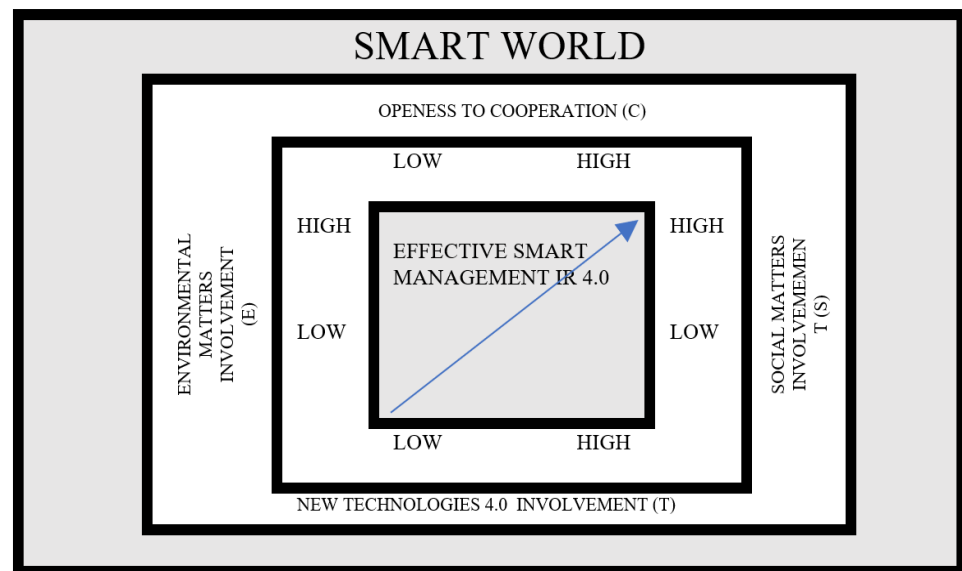 SMART WORLD
OPENESS TO COOPERATION (C)
LOW HIGH
HIGH HIGH
EFFECTIVE SMART
MANAGEMENT IR 4.0
ENVIRONMENTAL
MATTERS
INVOLVEMENT
(E)
LOW LOW
SOCIAL MATTERS
INVOLVEMEMEN
T (S)
LOW HIGH
NEW TECHNOLOGIES 4.0 INVOLVEMENT (T)